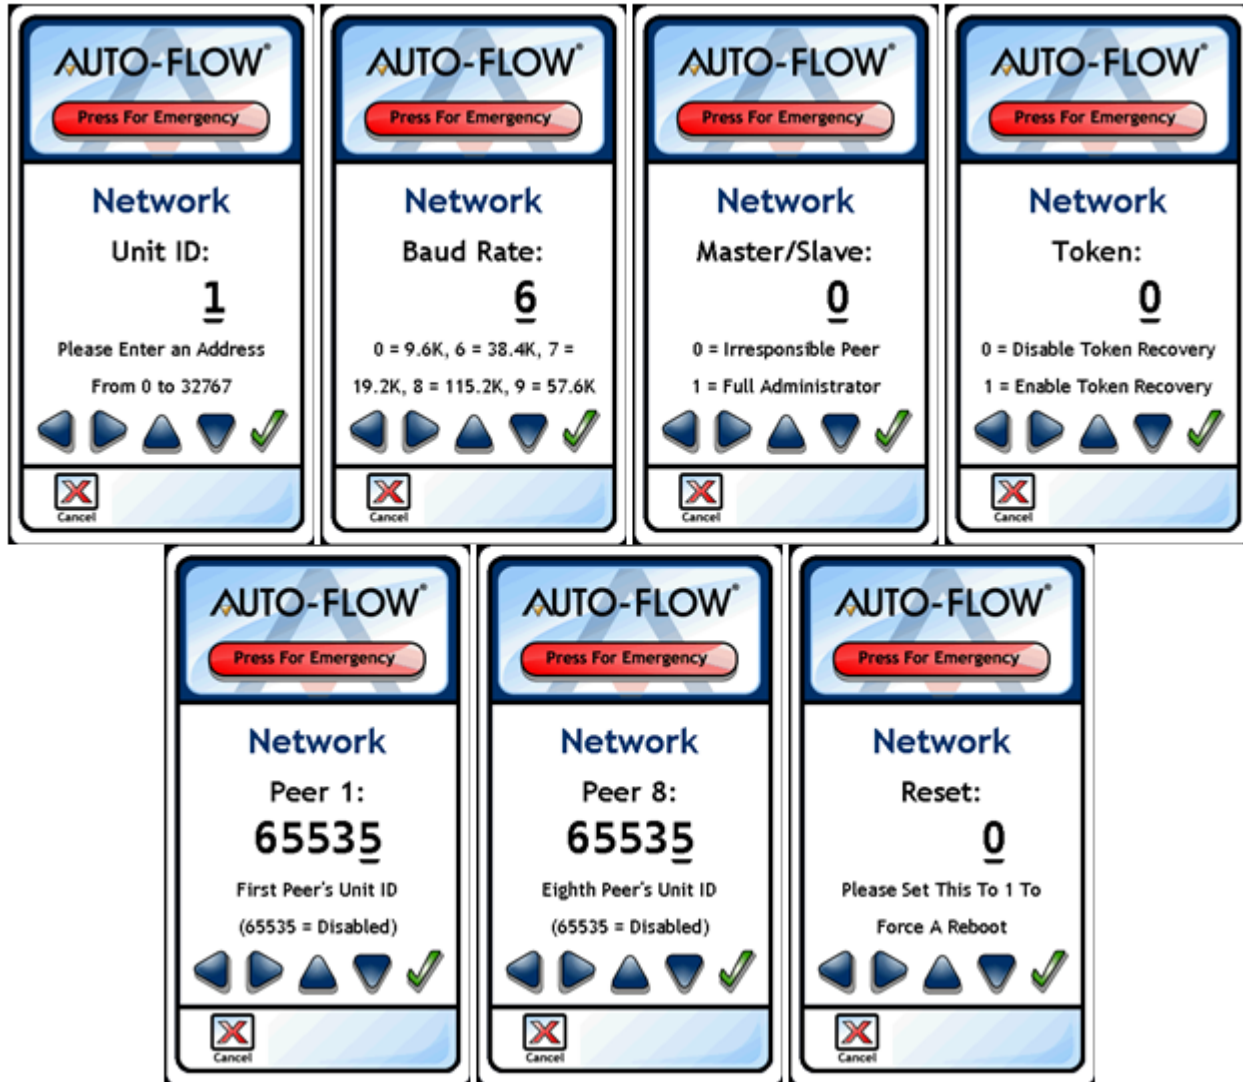 AUTO-FLOW®
Press For Emergency
Network
Unit ID:
1
Please Enter an Address
From 0 to 32767
Cancel
AUTO-FLOW®
Press For Emergency
Network
Baud Rate:
6
0 = 9.6K, 6 = 38.4K, 7 =
19.2K, 8 = 115.2K, 9 = 57.6K
Cancel
AUTO-FLOW®
Press For Emergency
Network
Master/Slave:
0
0 = Irresponsible Peer
1 = Full Administrator
Cancel
AUTO-FLOW®
Press For Emergency
Network
Token:
0
0 = Disable Token Recovery
1 = Enable Token Recovery
Cancel
AUTO-FLOW®
Press For Emergency
Network
Peer 1:
65535
First Peer's Unit ID
(65535 = Disabled)
Cancel
AUTO-FLOW®
Press For Emergency
Network
Peer 8:
65535
Eighth Peer's Unit ID
(65535 = Disabled)
Cancel
AUTO-FLOW®
Press For Emergency
Network
Reset:
0
Please Set This To 1 To
Force A Reboot
Cancel